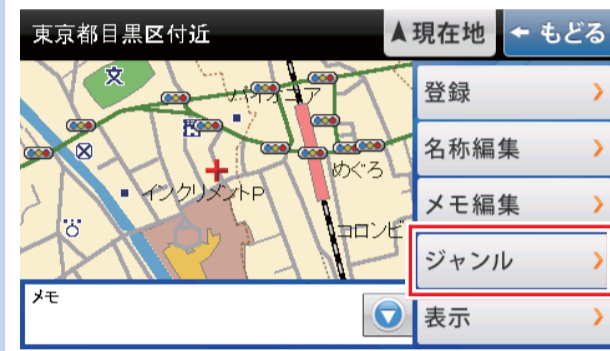 東京都目黒区付近
現在地
もどる
文
パイオニア
めぐろ
インクリメントP
コロンビ
メモ
登録
名称編集
メモ編集
ジャンル
表示